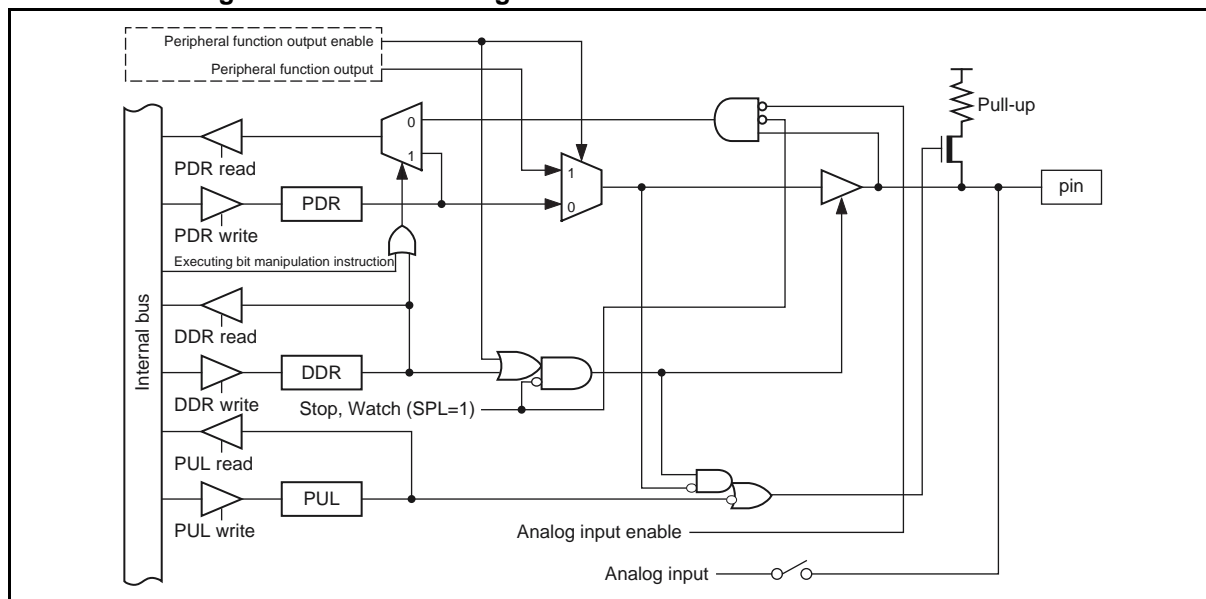 Peripheral function output enable
Peripheral function output
0
1
PDR read
PDR
PDR write
1
0
Pull-up
pin
Executing bit manipulation instruction
Internal bus
DDR read
DDR
DDR write
Stop, Watch (SPL=1)
PUL read
PUL
PUL write
Analog input enable
Analog input